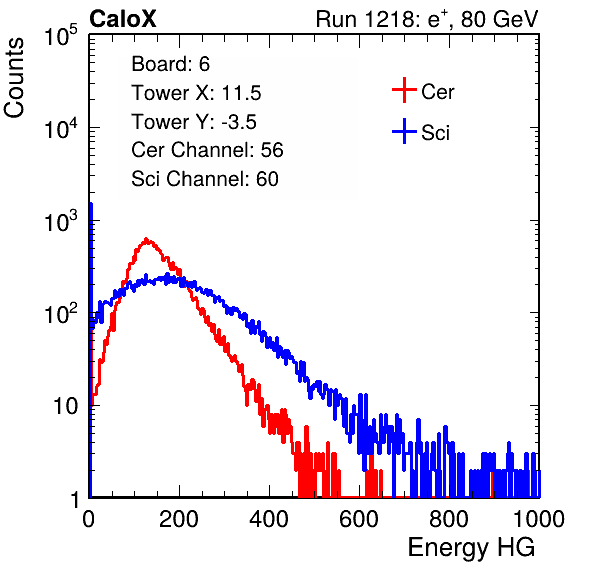 CaloX Run 1218: e⁺, 80 GeV
Counts
10⁵
10⁴
10³
10²
10
1
Board: 6
Tower X: 11.5
Tower Y: -3.5
Cer Channel: 56
Sci Channel: 60
Cer
Sci
0 200 400 600 800 1000
Energy HG